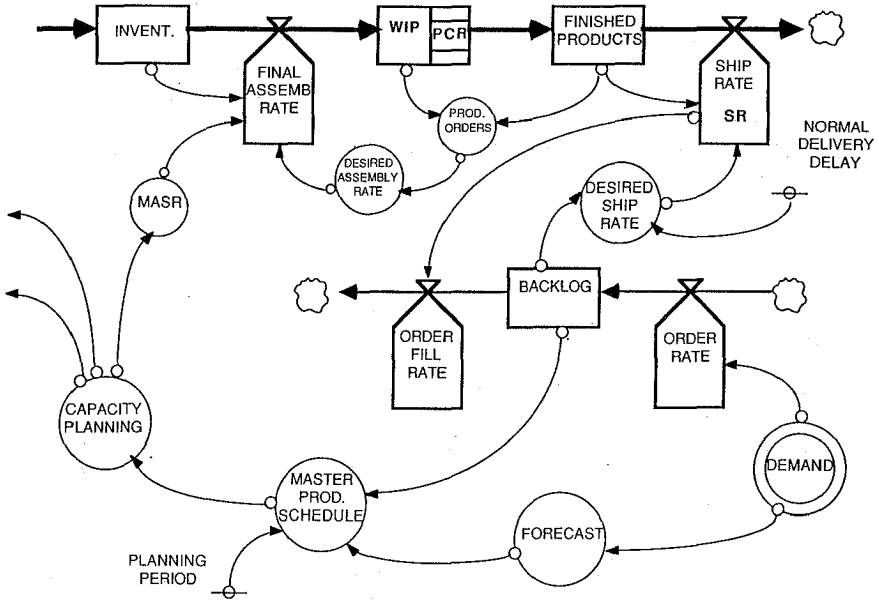 INVENT.
FINAL
ASSEMB
RATE
WIP
PCR
FINISHED
PRODUCTS
SHIP
RATE
SR
PROD.
ORDERS
NORMAL
DELIVERY
DELAY
DESIRED
ASSEMBLY
RATE
MASR
DESIRED
SHIP
RATE
BACKLOG
ORDER
FILL
RATE
ORDER
RATE
CAPACITY
PLANNING
DEMAND
MASTER
PROD.
SCHEDULE
FORECAST
PLANNING
PERIOD